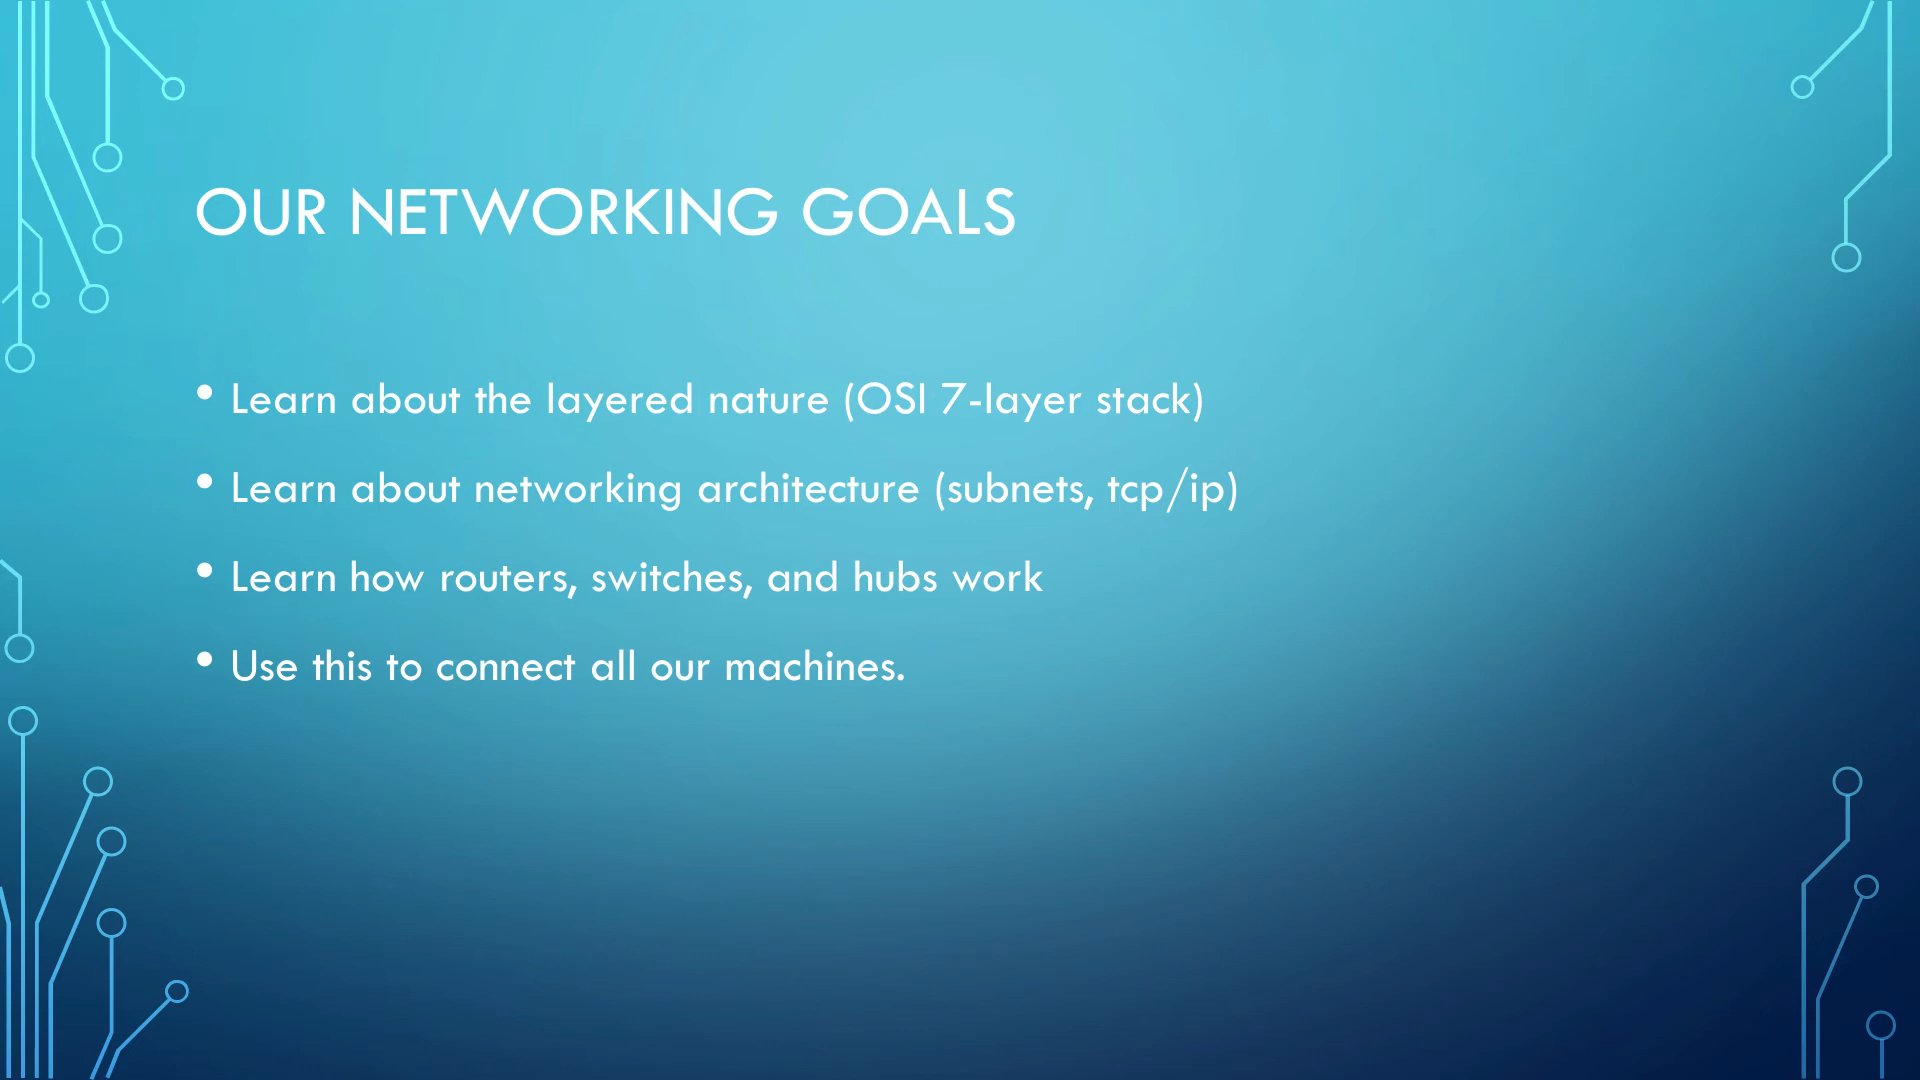 OUR NETWORKING GOALS
• Learn about the layered nature (OSI 7-layer stack)
• Learn about networking architecture (subnets, tcp/ip)
• Learn how routers, switches, and hubs work
• Use this to connect all our machines.